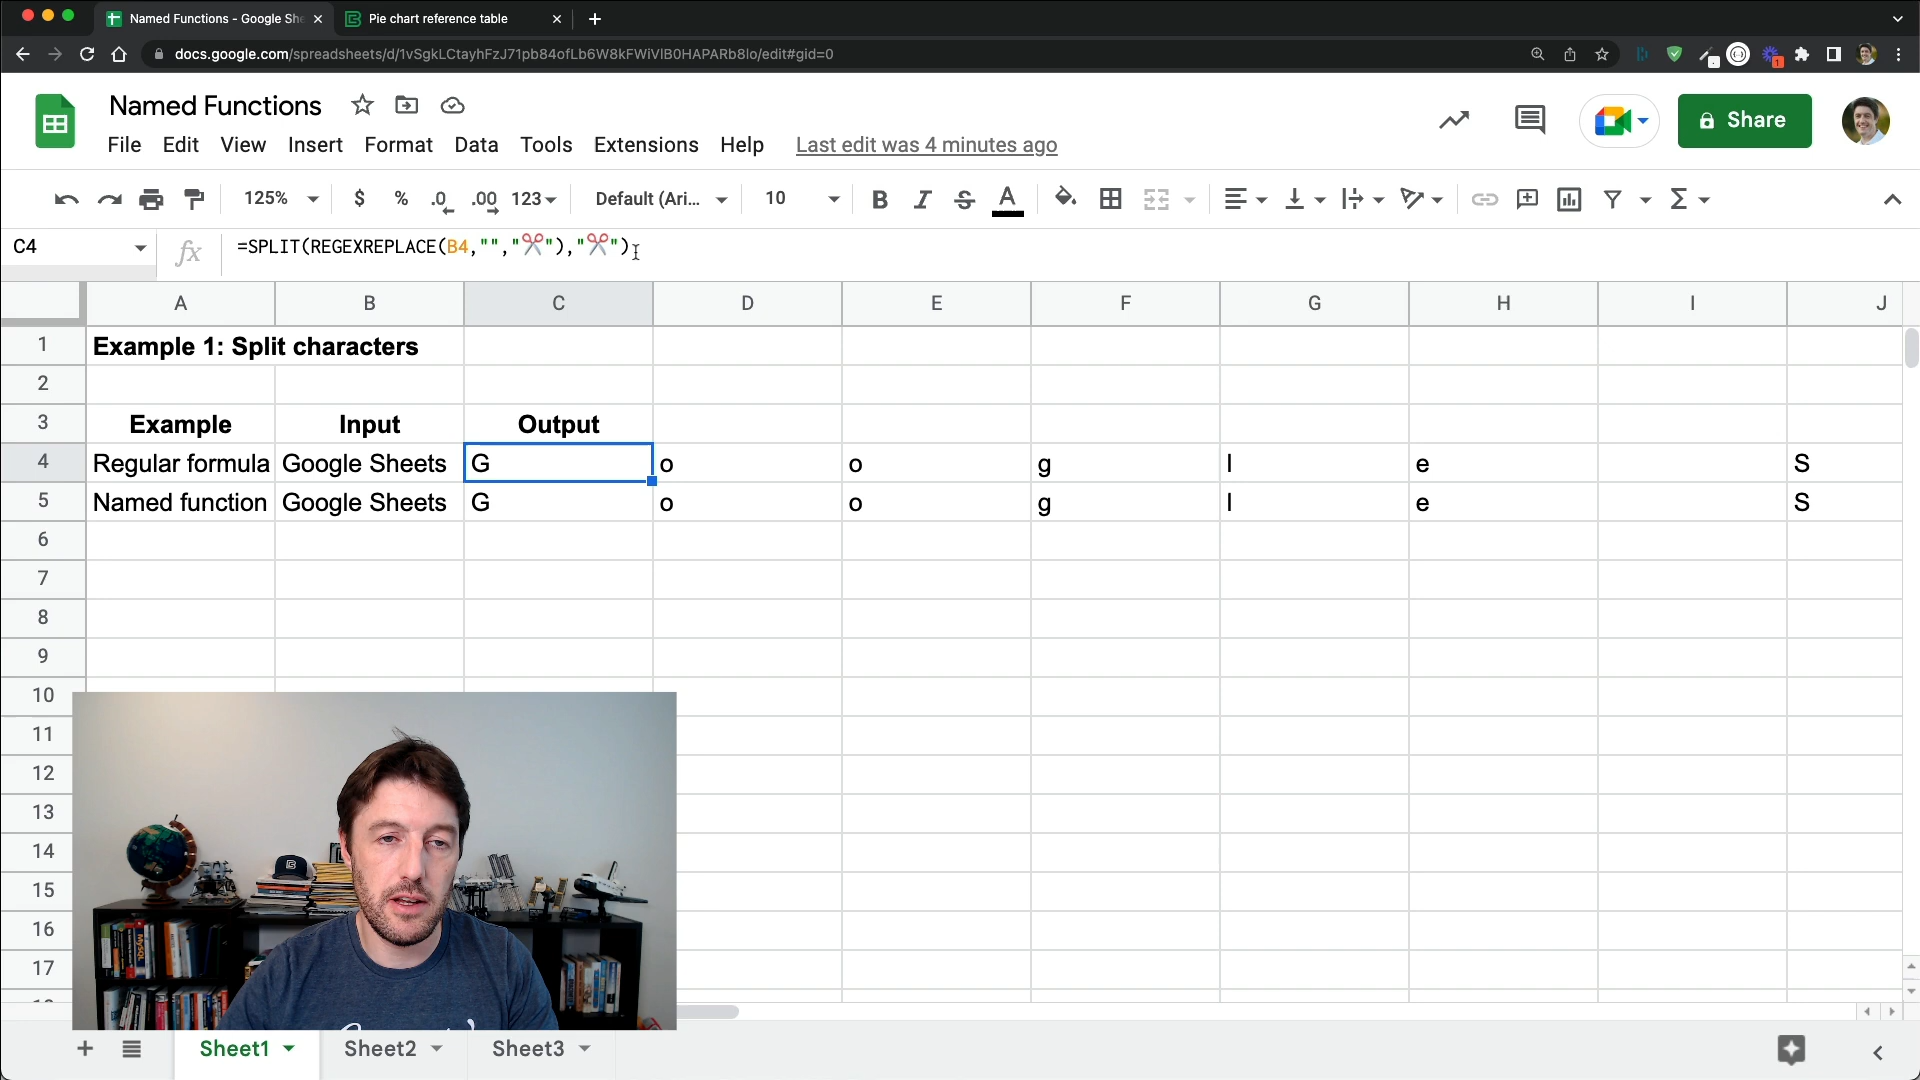 Named Functions - Google She
Pie chart reference table
docs.google.com/spreadsheets/d/1vSgkLCtayhFzJ71pb84ofLb6W8kFWiVlB0HAPARb8lo/edit#gid=0
Named Functions
File Edit View Insert Format Data Tools Extensions Help Last edit was 4 minutes ago
Share
125% $ % .0 .00 123 Default (Ari... 10 B I S A
C4 fx =SPLIT(REGEXREPLACE(B4,"","✂️"),"✂️")
A B C D E F G H I J
1 Example 1: Split characters
2
3 Example Input Output
4 Regular formula Google Sheets G o o g l e S
5 Named function Google Sheets G o o g l e S
6
7
8
9
10
11
12
13
14
15
16
17
Sheet1 Sheet2 Sheet3